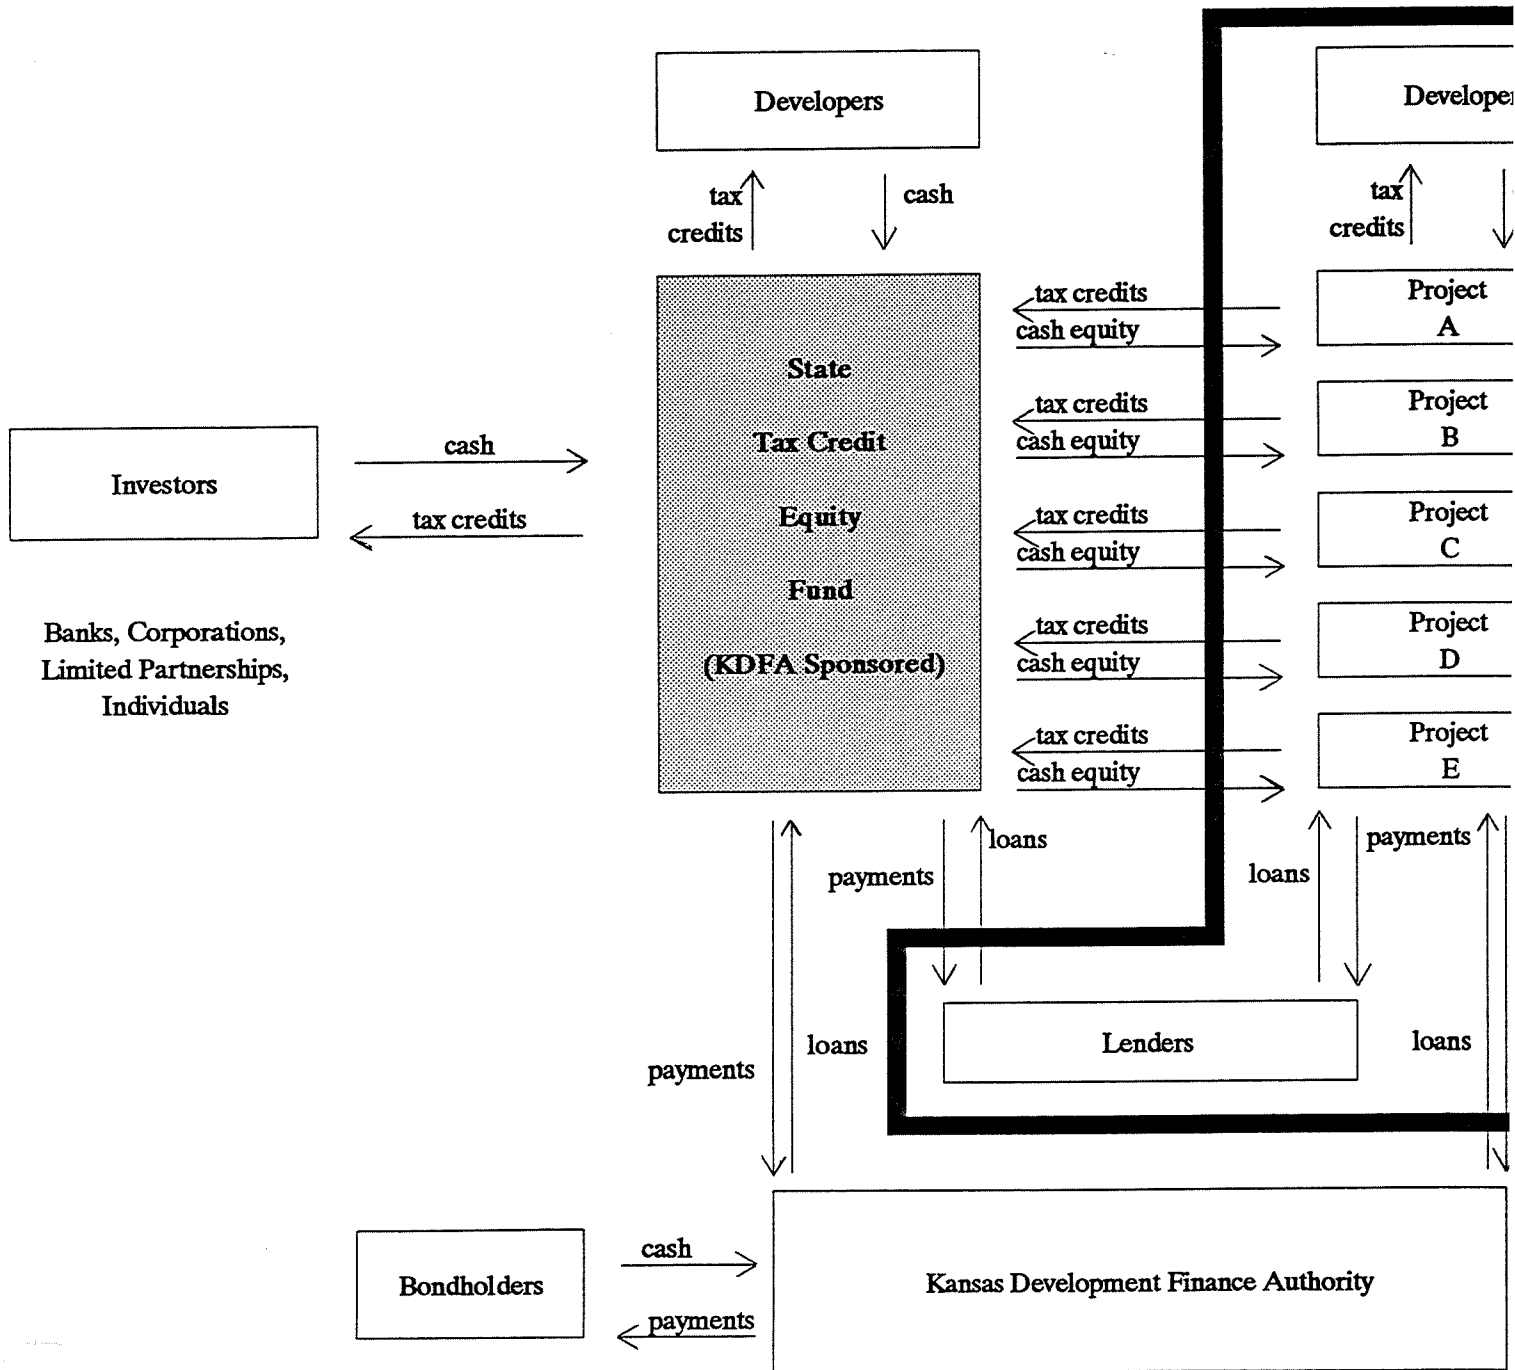 Developers
Develope
tax
credits
cash
tax
credits
State
Tax Credit
Equity
Fund
(KDFA Sponsored)
tax credits
cash equity
Project
A
tax credits
cash equity
Project
B
Investors
cash
tax credits
tax credits
cash equity
Project
C
Banks, Corporations,
Limited Partnerships,
Individuals
tax credits
cash equity
Project
D
tax credits
cash equity
Project
E
payments
loans
loans
payments
payments
loans
Lenders
loans
Bondholders
cash
payments
Kansas Development Finance Authority